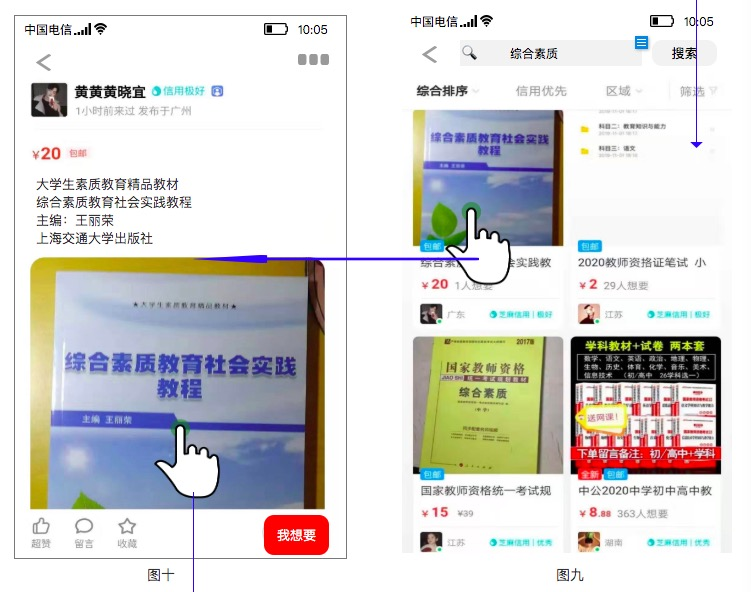 中国电信
10:05
黄黄黄晓宜
信用极好
1小时前来过 发布于广州
¥20 包邮
大学生素质教育精品教材
综合素质教育社会实践教程
主编：王丽荣
上海交通大学出版社
★大学生素质教育精品教材★
综合素质教育社会实践
教程
主编 王丽荣
超赞
留言
收藏
我想要
图十
中国电信
10:05
综合素质
搜索
综合排序
信用优先
区域
筛选
综合素质教育社会实践
教程
主编 王丽荣
包邮
¥20 1人想要
广东
芝麻信用|极好
科目二：教育知识与能力
科目三：语文
包邮
2020教师资格证笔试 小
¥2 29人想要
江苏
芝麻信用|极好
2017版
国家教师资格
统一考试规划教材
综合素质
包邮
国家教师资格统一考试规
¥15 ¥39
江苏
芝麻信用|优秀
学科教材+试卷 两本套
数学、语文、英语、政治、地理、物理、
生物、历史、体育、化学、音乐、美术、
信息技术 （初/高中 26学科选一）
送网课！
下单留言备注：初/高中+学科
全新 包邮
中公2020中学初中高中教
¥8.88 363人想要
湖南
芝麻信用|优秀
图九